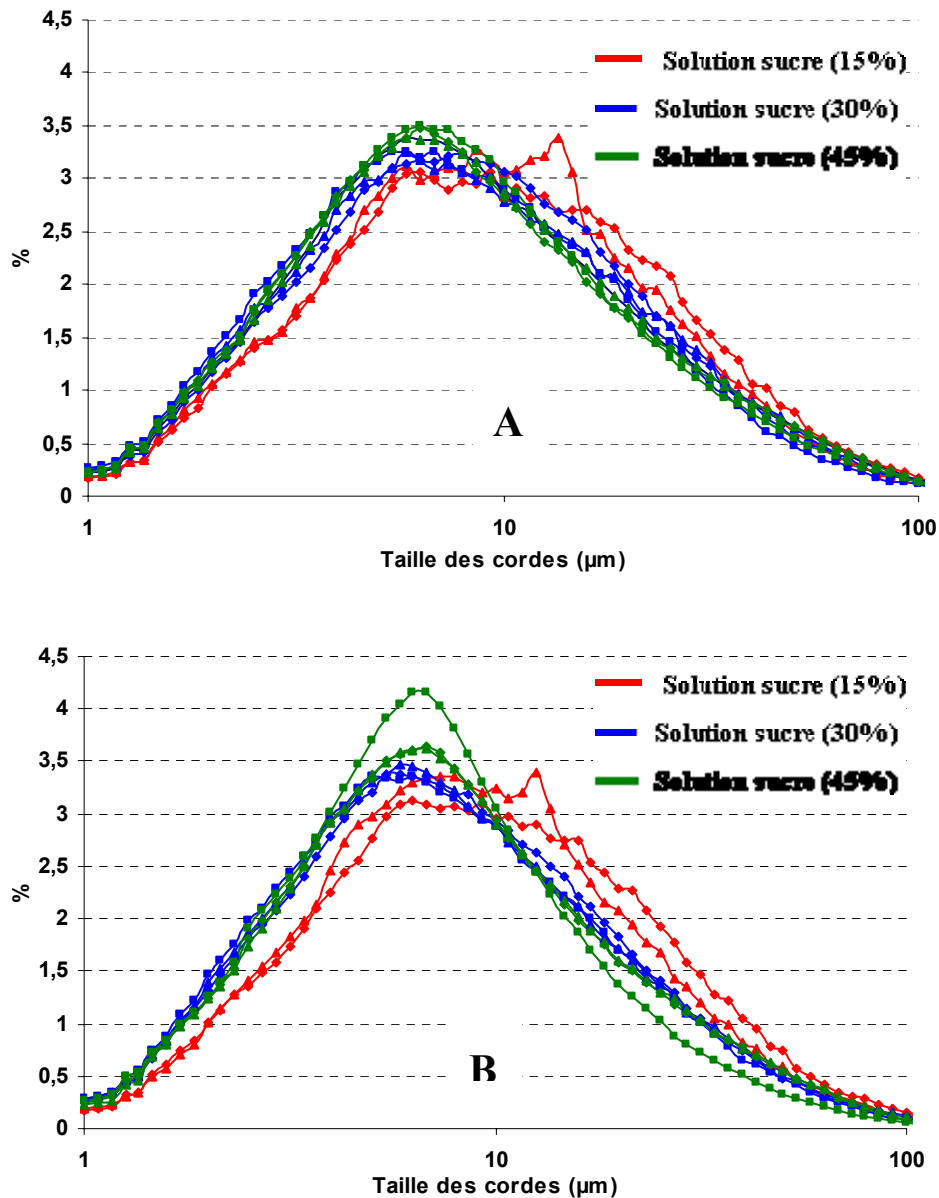 4,5
4
3,5
3
2,5
2
1,5
1
0,5
0
%
Solution sucre (15%)
Solution sucre (30%)
Solution sucre (45%)
A
1
10
100
Taille des cordes (µm)
4,5
4
3,5
3
2,5
2
1,5
1
0,5
0
%
Solution sucre (15%)
Solution sucre (30%)
Solution sucre (45%)
B
1
10
100
Taille des cordes (µm)